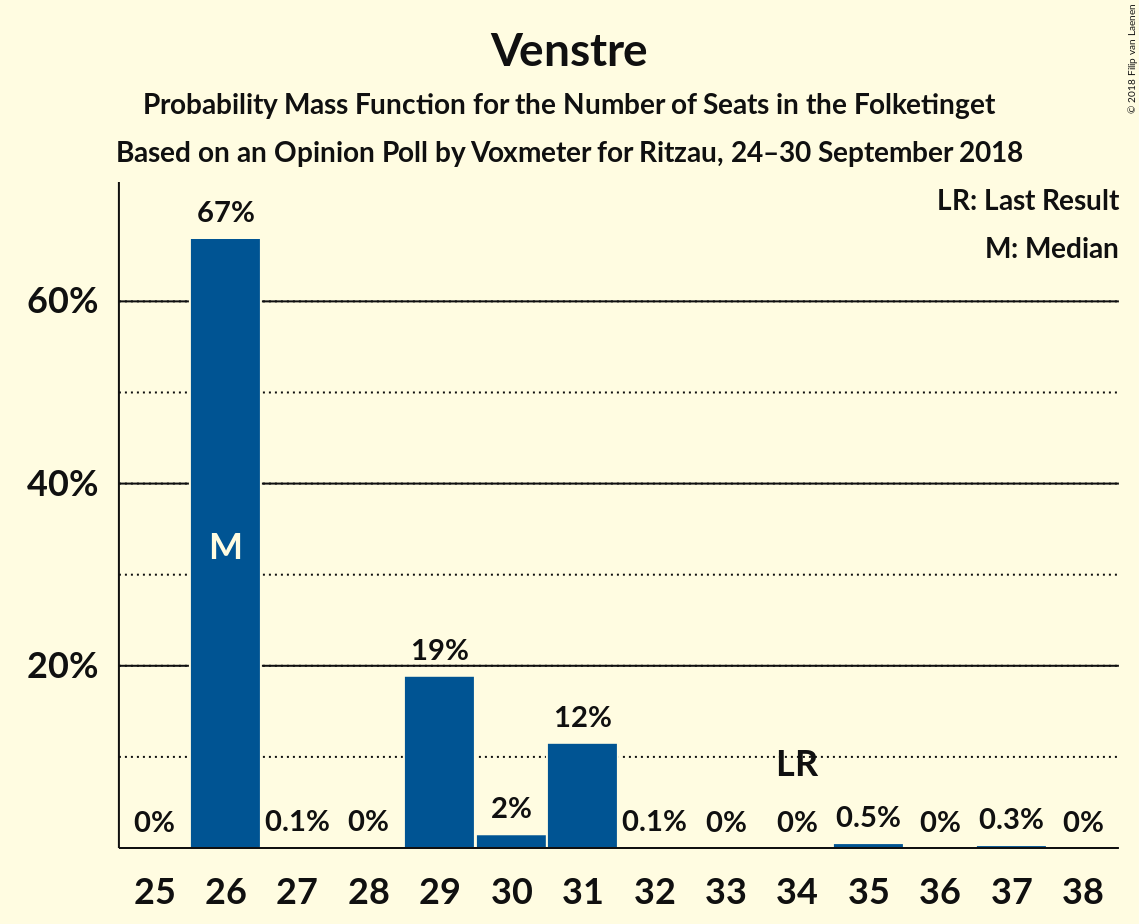 © 2018 Filip van Laenen
Venstre
Probability Mass Function for the Number of Seats in the Folketinget
Based on an Opinion Poll by Voxmeter for Ritzau, 24–30 September 2018
LR: Last Result
M: Median
67%
60%
40%
M
19%
20%
12%
LR
0% 0.1% 0% 2% 0.1% 0% 0% 0.5% 0% 0.3% 0%
25 26 27 28 29 30 31 32 33 34 35 36 37 38